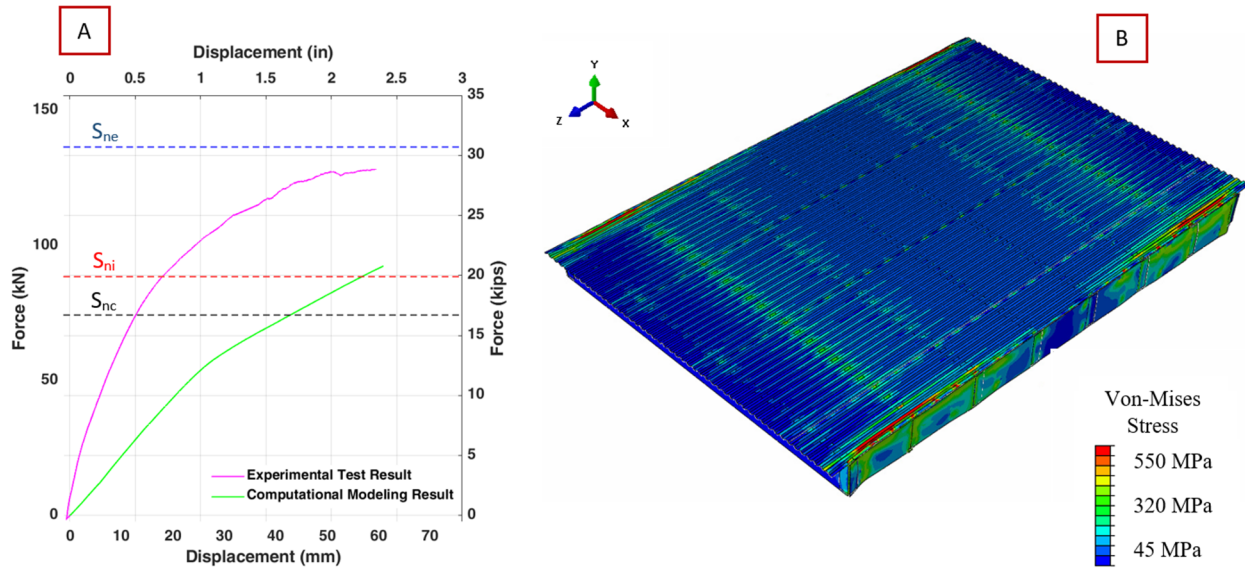 A
Displacement (in)
0 0.5 1 1.5 2 2.5 3
150
100
50
0
Force (kN)
35
30
25
20
15
10
5
0
Force (kips)
Sne
Sni
Snc
Experimental Test Result
Computational Modeling Result
0 10 20 30 40 50 60 70
Displacement (mm)
B
Y
Z
X
Von-Mises
Stress
550 MPa
320 MPa
45 MPa